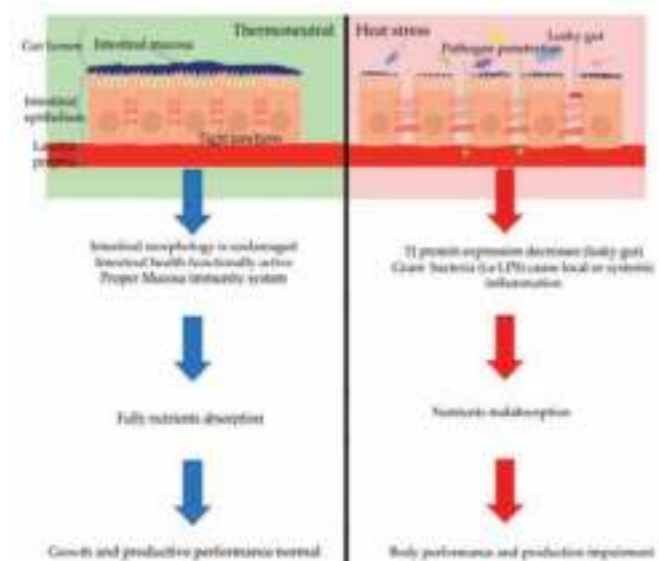 Thermoneutral
Gut lumen
Intestinal mucosa
Intestinal
epithelium
Tight junctions
Lamina
Heat stress
Leaky gut
Pathogen penetration
Intestinal morphology is undamaged
Intestinal health functionally active
Proper Mucosa immunity system
Fully nutrients absorption
Growth and productive performance normal
TJ protein expression decreases (leaky gut)
Gram- bacteria (i.e LPS) cause local or systemic
inflammation
Nutrients malabsorption
Body performance and production impairment